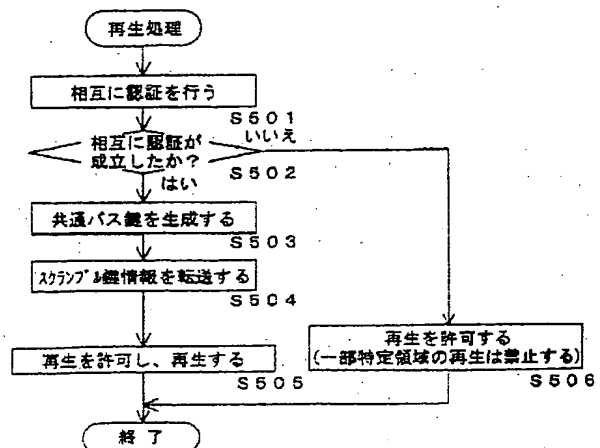 再生処理
相互に認証を行う
S501
相互に認証が
成立したか?
いいえ
S502
はい
共通バス鍵を生成する
S503
スクランブル鍵情報を転送する
S504
再生を許可し、再生する
S505
再生を許可する
(一部特定領域の再生は禁止する)
S506
終了